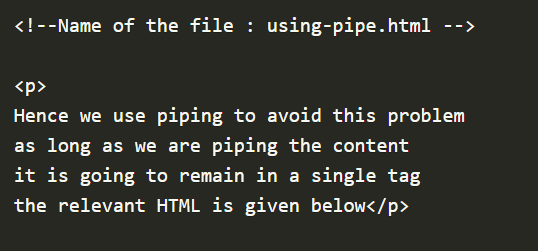 <!--Name of the file : using-pipe.html -->
<p>
Hence we use piping to avoid this problem
as long as we are piping the content
it is going to remain in a single tag
the relevant HTML is given below</p>